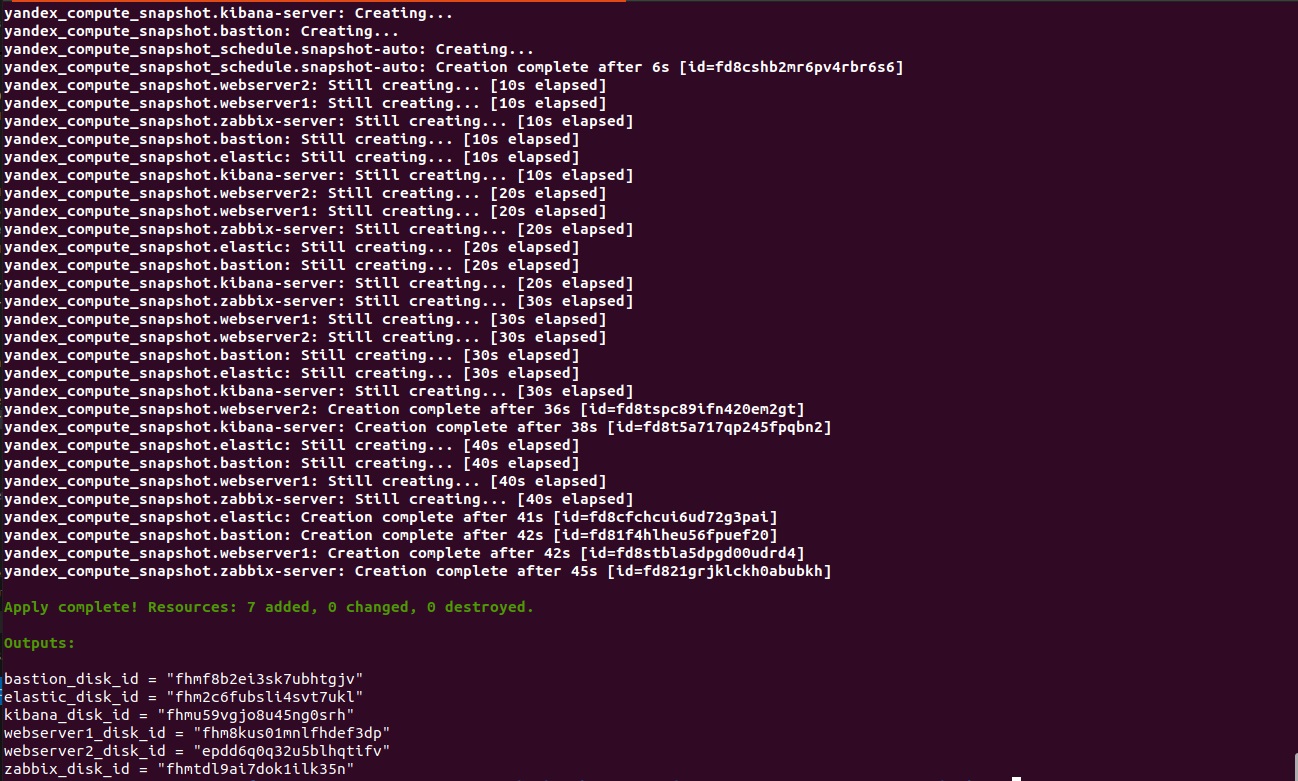 yandex_compute_snapshot.kibana-server: Creating...
yandex_compute_snapshot.bastion: Creating...
yandex_compute_snapshot_schedule.snapshot-auto: Creating...
yandex_compute_snapshot_schedule.snapshot-auto: Creation complete after 6s [id=fd8cshb2mr6pv4rbr6s6]
yandex_compute_snapshot.webserver2: Still creating... [10s elapsed]
yandex_compute_snapshot.webserver1: Still creating... [10s elapsed]
yandex_compute_snapshot.zabbix-server: Still creating... [10s elapsed]
yandex_compute_snapshot.bastion: Still creating... [10s elapsed]
yandex_compute_snapshot.elastic: Still creating... [10s elapsed]
yandex_compute_snapshot.kibana-server: Still creating... [10s elapsed]
yandex_compute_snapshot.webserver2: Still creating... [20s elapsed]
yandex_compute_snapshot.webserver1: Still creating... [20s elapsed]
yandex_compute_snapshot.zabbix-server: Still creating... [20s elapsed]
yandex_compute_snapshot.elastic: Still creating... [20s elapsed]
yandex_compute_snapshot.bastion: Still creating... [20s elapsed]
yandex_compute_snapshot.kibana-server: Still creating... [20s elapsed]
yandex_compute_snapshot.zabbix-server: Still creating... [30s elapsed]
yandex_compute_snapshot.webserver1: Still creating... [30s elapsed]
yandex_compute_snapshot.webserver2: Still creating... [30s elapsed]
yandex_compute_snapshot.bastion: Still creating... [30s elapsed]
yandex_compute_snapshot.elastic: Still creating... [30s elapsed]
yandex_compute_snapshot.kibana-server: Still creating... [30s elapsed]
yandex_compute_snapshot.webserver2: Creation complete after 36s [id=fd8tspc89ifn420em2gt]
yandex_compute_snapshot.kibana-server: Creation complete after 38s [id=fd8t5a717qp245fpqbn2]
yandex_compute_snapshot.elastic: Still creating... [40s elapsed]
yandex_compute_snapshot.bastion: Still creating... [40s elapsed]
yandex_compute_snapshot.webserver1: Still creating... [40s elapsed]
yandex_compute_snapshot.zabbix-server: Still creating... [40s elapsed]
yandex_compute_snapshot.elastic: Creation complete after 41s [id=fd8cfchcui6ud72g3pai]
yandex_compute_snapshot.bastion: Creation complete after 42s [id=fd81f4hlheu56fpuef20]
yandex_compute_snapshot.webserver1: Creation complete after 42s [id=fd8stbla5dpgd00udrd4]
yandex_compute_snapshot.zabbix-server: Creation complete after 45s [id=fd821grjklckh0abubkh]
Apply complete! Resources: 7 added, 0 changed, 0 destroyed.
Outputs:
bastion_disk_id = "fhmf8b2ei3sk7ubhtgjv"
elastic_disk_id = "fhm2c6fubsli4svt7ukl"
kibana_disk_id = "fhmu59vgjo8u45ng0srh"
webserver1_disk_id = "fhm8kus01mnlfhdef3dp"
webserver2_disk_id = "epdd6q0q32u5blhqtifv"
zabbix_disk_id = "fhmtdl9ai7dok1ilk35n"